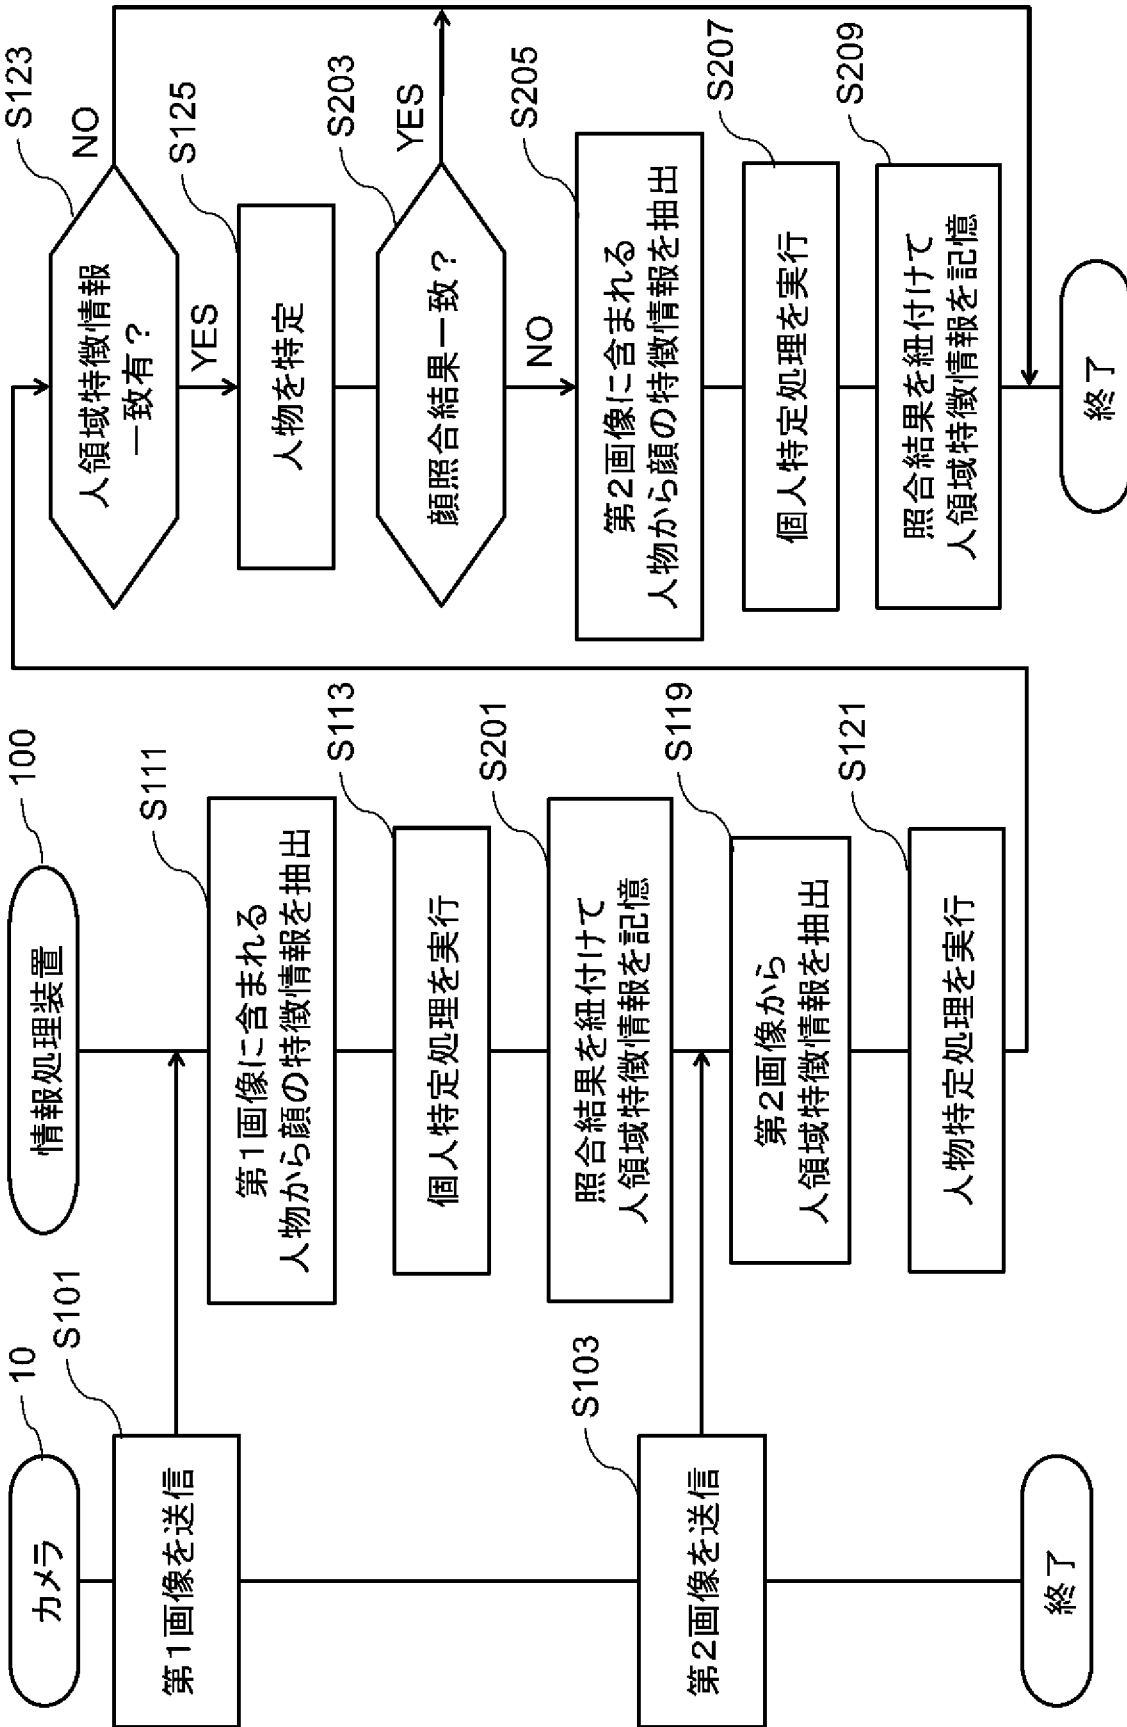 カメラ
10
第1画像を送信
S101
第2画像を送信
S103
終了
情報処理装置
100
第1画像に含まれる
人物から顔の特徴情報を抽出
S111
個人特定処理を実行
S113
照合結果を紐付けて
人領域特徴情報を記憶
S201
第2画像から
人領域特徴情報を抽出
S119
人物特定処理を実行
S121
人領域特徴情報
一致有?
S123
NO
YES
人物を特定
S125
顔照合結果一致?
S203
YES
NO
第2画像に含まれる
人物から顔の特徴情報を抽出
S205
個人特定処理を実行
S207
照合結果を紐付けて
人領域特徴情報を記憶
S209
終了